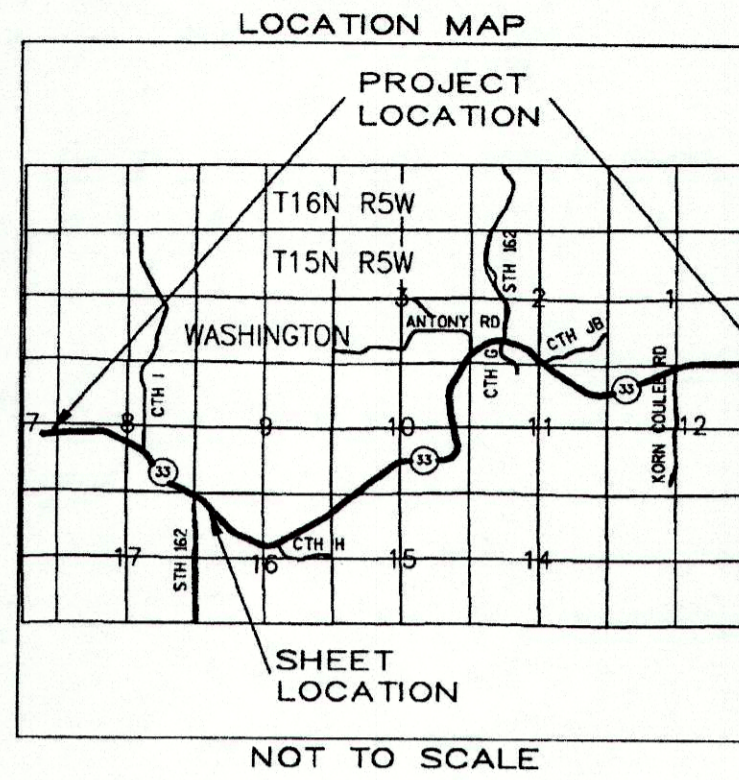 LOCATION MAP
PROJECT
LOCATION
T16N R5W
STH 162
T15N R5W
3
2
1
ANTONY RD
WASHINGTON
CTH G
CTH JB
KORN COULEE RD
CTH I
33
7
8
9
10
11
12
33
33
STH 162
17
16
CTH H
15
14
SHEET
LOCATION
NOT TO SCALE